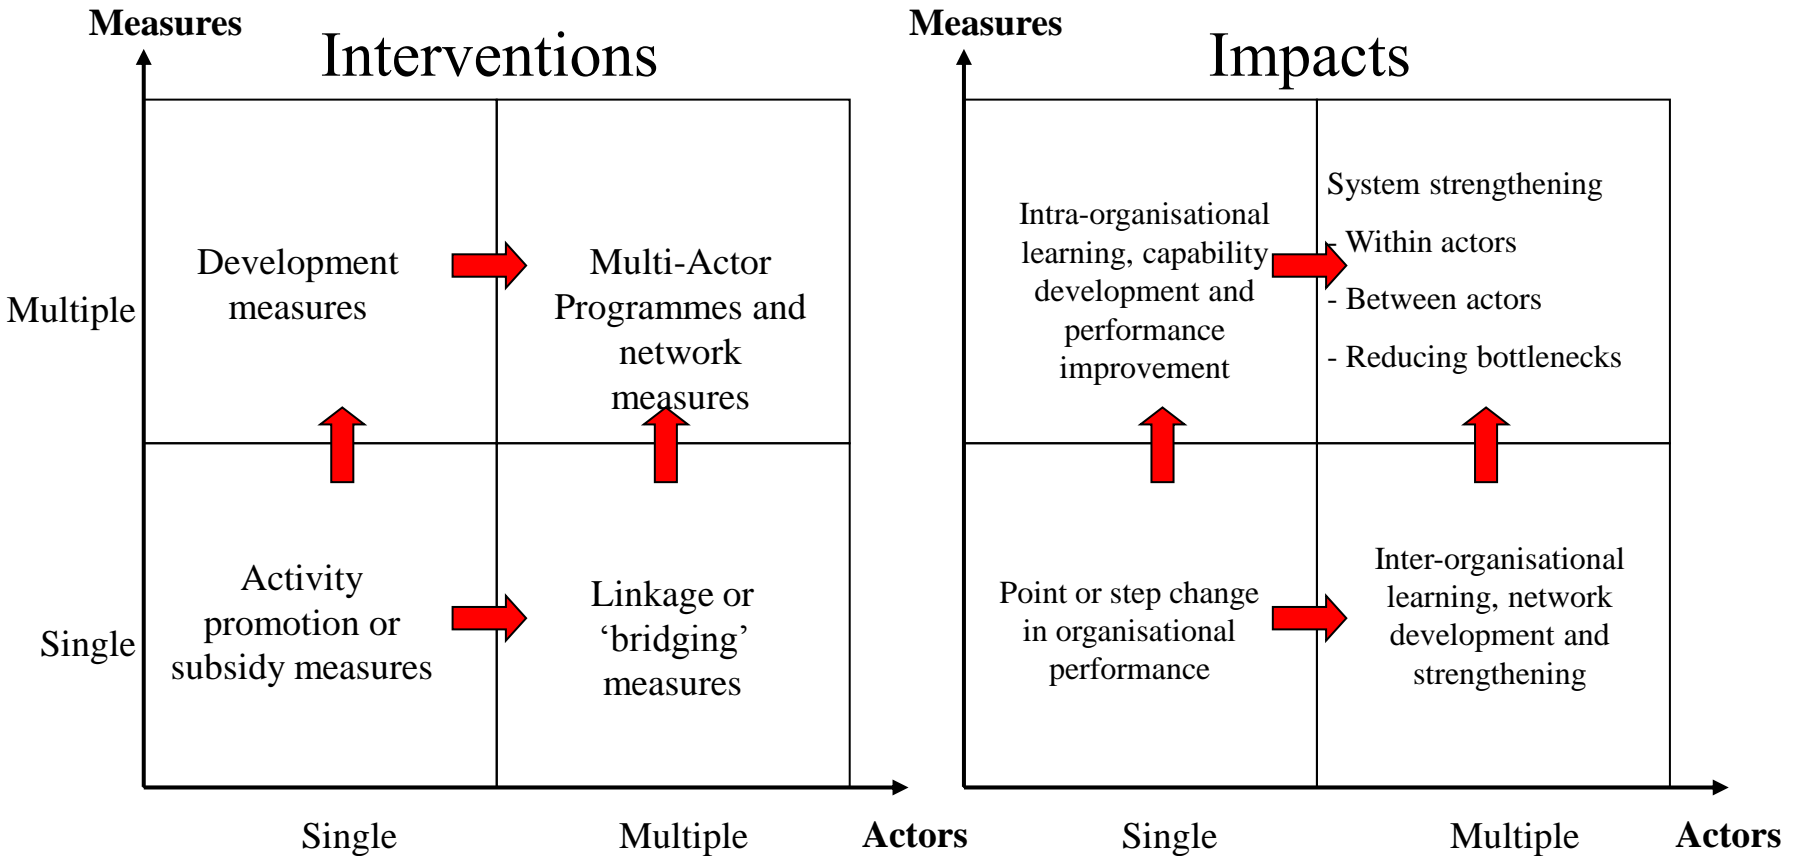 Measures
Interventions
Multiple
Development
measures
Multi-Actor
Programmes and
network
measures
Single
Activity
promotion or
subsidy measures
Linkage or
‘bridging’
measures
Single
Multiple
Actors
Measures
Impacts
Intra-organisational
learning, capability
development and
performance
improvement
System strengthening
- Within actors
- Between actors
- Reducing bottlenecks
Point or step change
in organisational
performance
Inter-organisational
learning, network
development and
strengthening
Single
Multiple
Actors